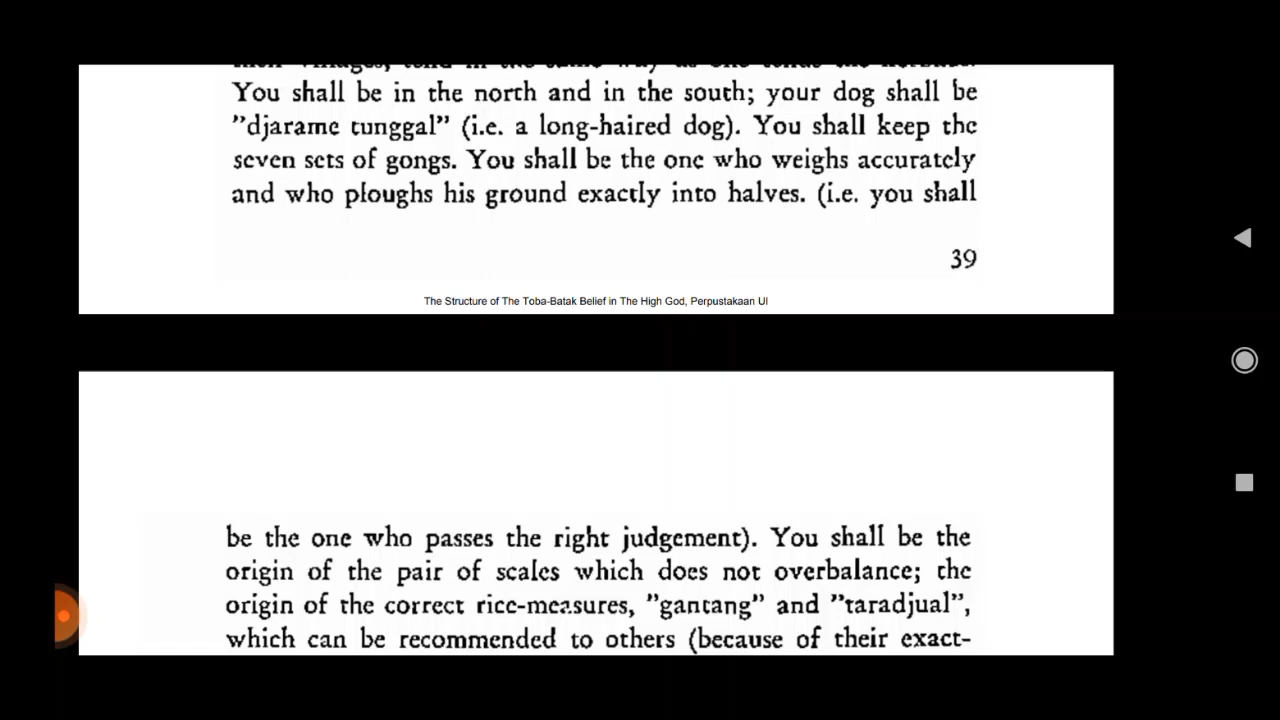 You shall be in the north and in the south; your dog shall be
”djarame tunggal” (i.e. a long-haired dog). You shall keep the
seven sets of gongs. You shall be the one who weighs accurately
and who ploughs his ground exactly into halves. (i.e. you shall
39
The Structure of The Toba-Batak Belief in The High God, Perpustakaan UI
be the one who passes the right judgement). You shall be the
origin of the pair of scales which does not overbalance; the
origin of the correct rice-measures, ”gantang” and ”taradjual”,
which can be recommended to others (because of their exact-